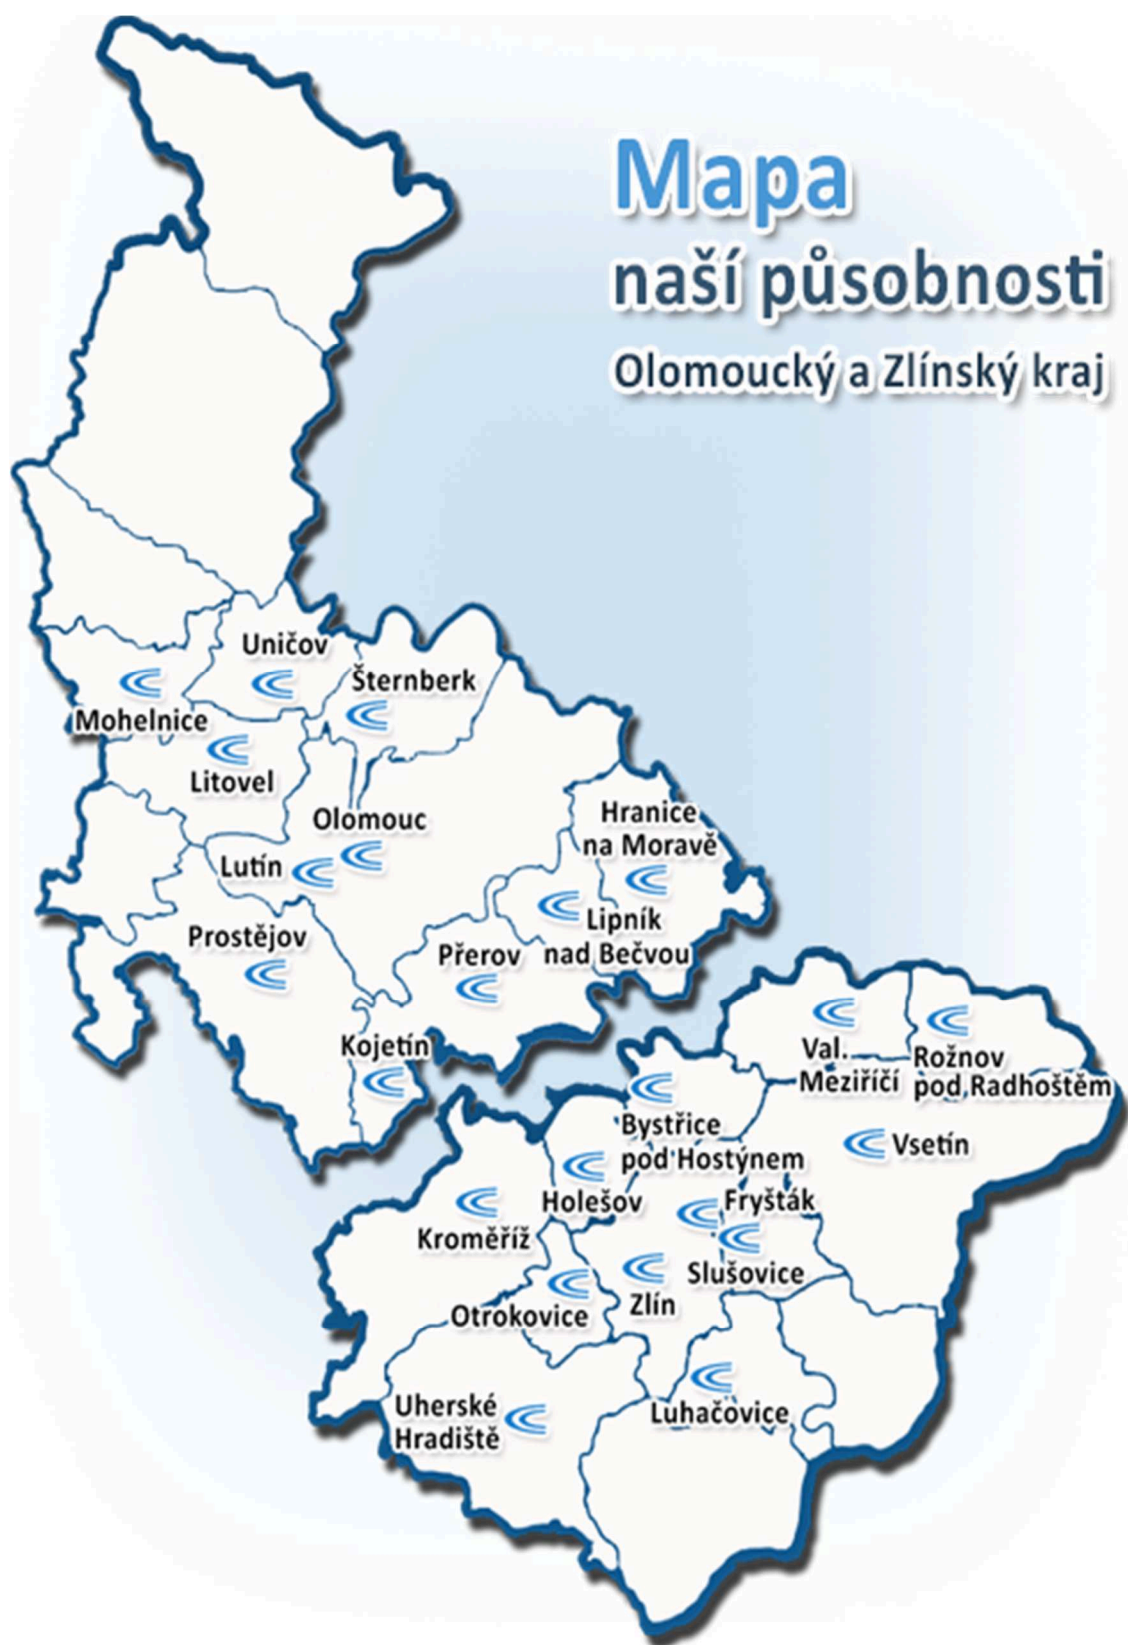 Mapa
naší působnosti
Olomoucký a Zlínský kraj
Uničov
Šternberk
Mohelnice
Litovel
Olomouc
Hranice
na Moravě
Lutín
Lipník
nad Bečvou
Prostějov
Přerov
Kojetín
Val.
Meziříčí
Rožnov
pod Radhoštěm
Bystřice
pod Hostýnem
Vsetín
Holešov
Fryšták
Kroměříž
Slušovice
Otrokovice
Zlín
Luhačovice
Uherské
Hradiště